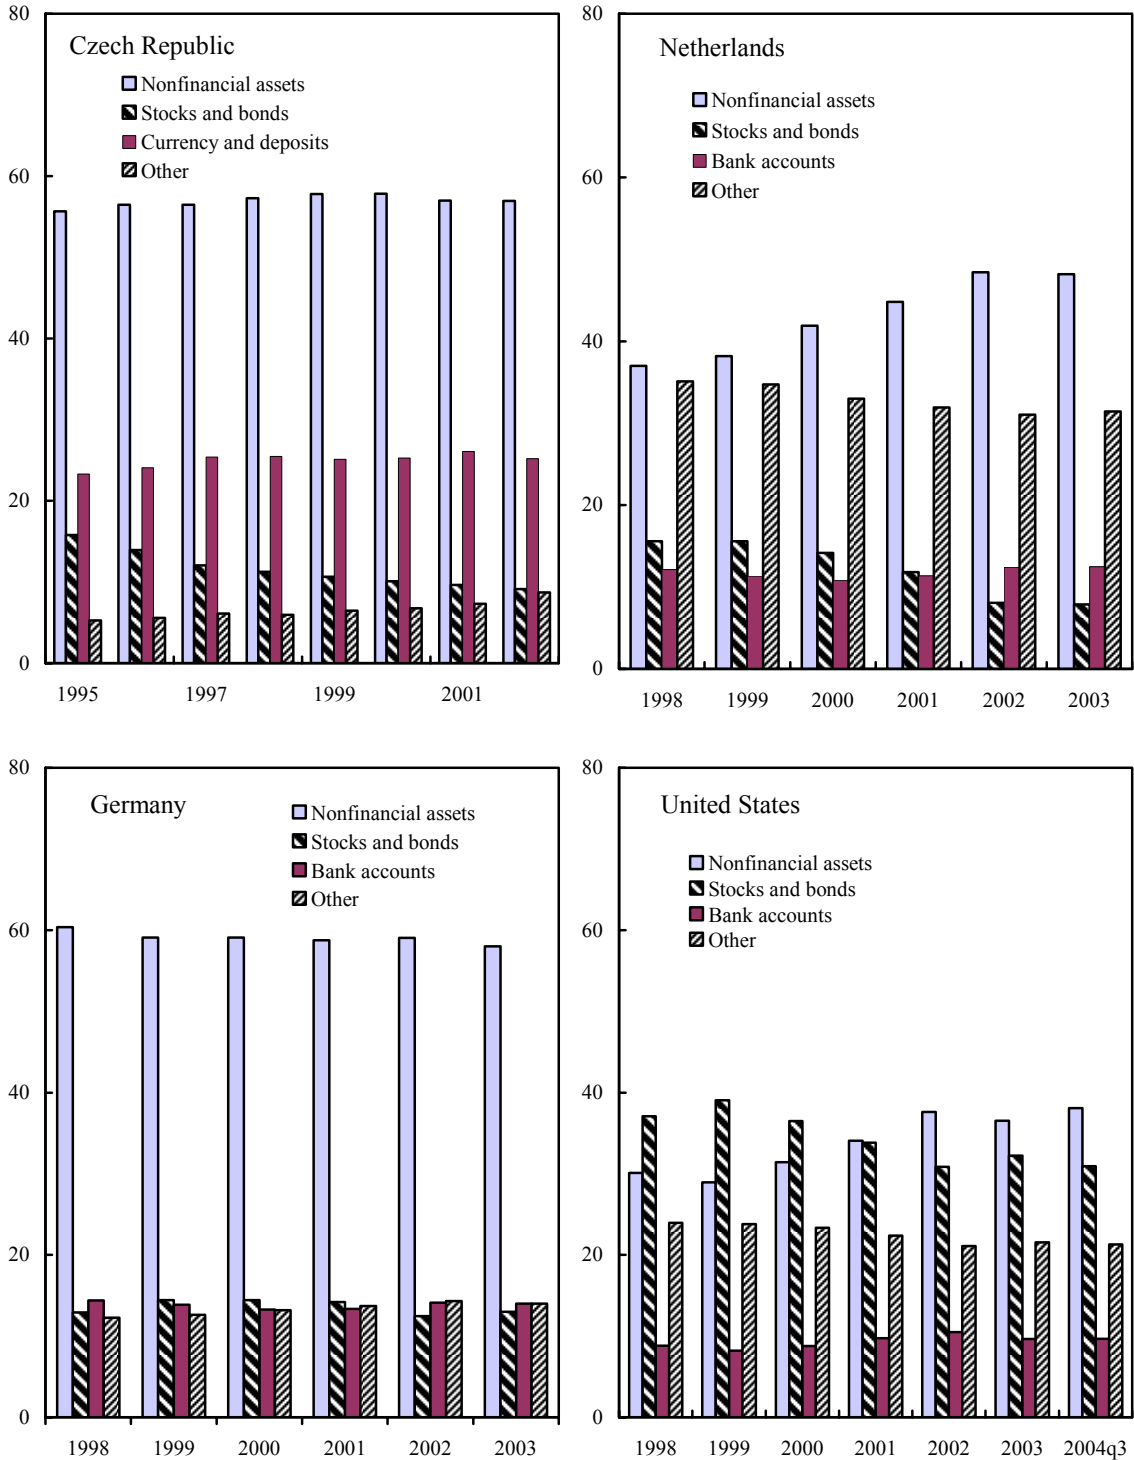 80
60
40
20
0
Czech Republic
Nonfinancial assets
Stocks and bonds
Currency and deposits
Other
1995 1997 1999 2001
80
60
40
20
0
Netherlands
Nonfinancial assets
Stocks and bonds
Bank accounts
Other
1998 1999 2000 2001 2002 2003
80
60
40
20
0
Germany
Nonfinancial assets
Stocks and bonds
Bank accounts
Other
1998 1999 2000 2001 2002 2003
80
60
40
20
0
United States
Nonfinancial assets
Stocks and bonds
Bank accounts
Other
1998 1999 2000 2001 2002 2003 2004q3